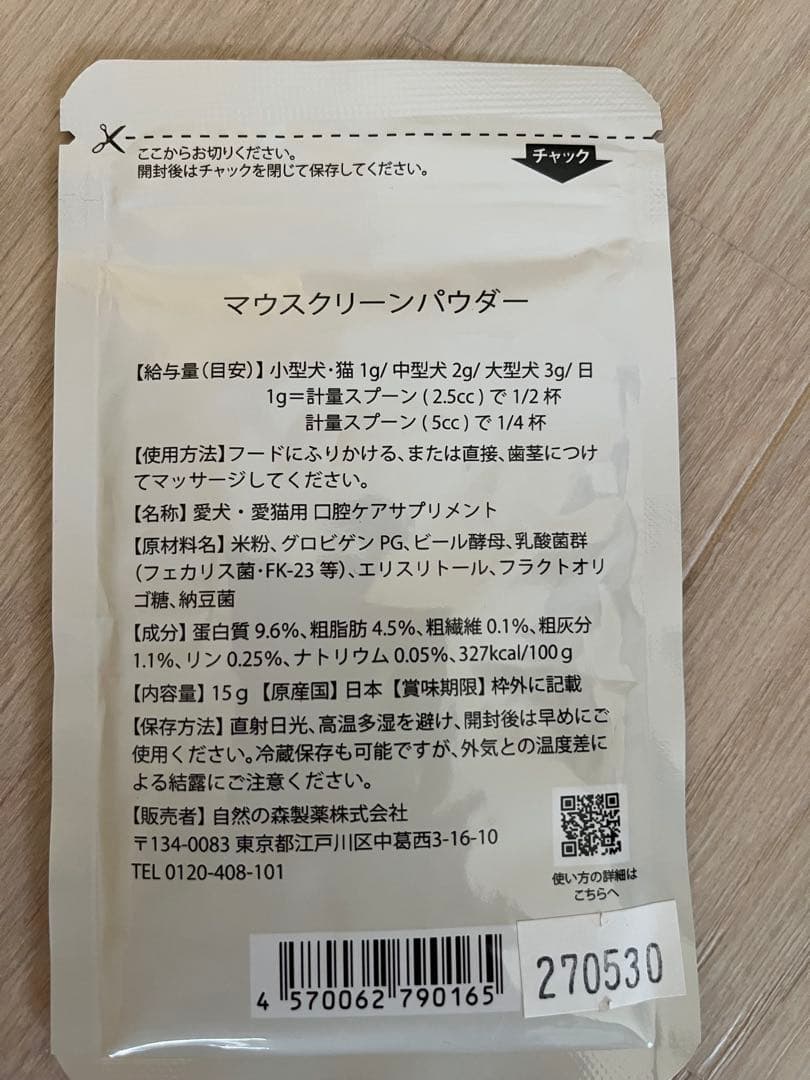 ここからお切りください。
開封後はチャックを閉じて保存してください。
チャック
マウスクリーンパウダー
【給与量(目安)】小型犬・猫 1g/ 中型犬 2g/ 大型犬 3g/ 日
1g=計量スプーン ( 2.5cc ) で 1/2 杯
計量スプーン ( 5cc ) で 1/4 杯
【使用方法】フードにふりかける、または直接、歯茎につけ
てマッサージしてください。
【名称】愛犬・愛猫用 口腔ケアサプリメント
【原材料名】米粉、グロビゲン PG、ビール酵母、乳酸菌群
(フェカリス菌・FK-23 等)、エリスリトール、フラクトオリ
ゴ糖、納豆菌
【成分】蛋白質 9.6%、粗脂肪 4.5%、粗繊維 0.1%、粗灰分
1.1%、リン 0.25%、ナトリウム 0.05%、327kcal/100g
【内容量】15g 【原産国】日本 【賞味期限】枠外に記載
【保存方法】直射日光、高温多湿を避け、開封後は早めにご
使用ください。冷蔵保存も可能ですが、外気との温度差に
よる結露にご注意ください。
【販売者】自然の森製薬株式会社
〒134-0083 東京都江戸川区中葛西3-16-10
TEL 0120-408-101
使い方の詳細は
こちらへ
4 570062 790165
270530